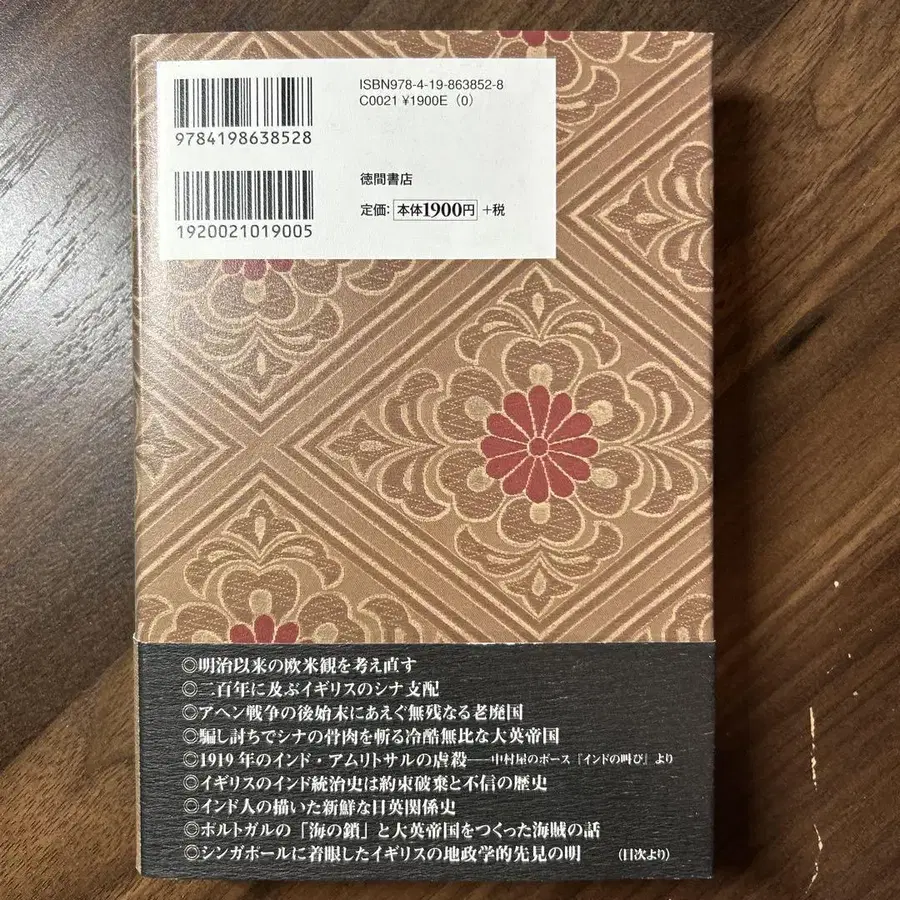 ISBN978-4-19-863852-8
C0021 ¥1900E (0)
9784198638528
徳間書店
定価: 本体1900円 +税
1920021019005
◎明治以来の欧米観を考え直す
◎二百年に及ぶイギリスのシナ支配
◎アヘン戦争の後始末にあえぐ無残なる老廃国
◎騙し討ちでシナの骨肉を斬る冷酷無比な大英帝国
◎1919年のインド・アムリトサルの虐殺──中村屋のボース『インドの叫び』より
◎イギリスのインド統治史は約束破棄と不信の歴史
◎インド人の描いた新鮮な日英関係史
◎ポルトガルの「海の鎖」と大英帝国をつくった海賊の話
◎シンガポールに着眼したイギリスの地政学的先見の明 (目次より)